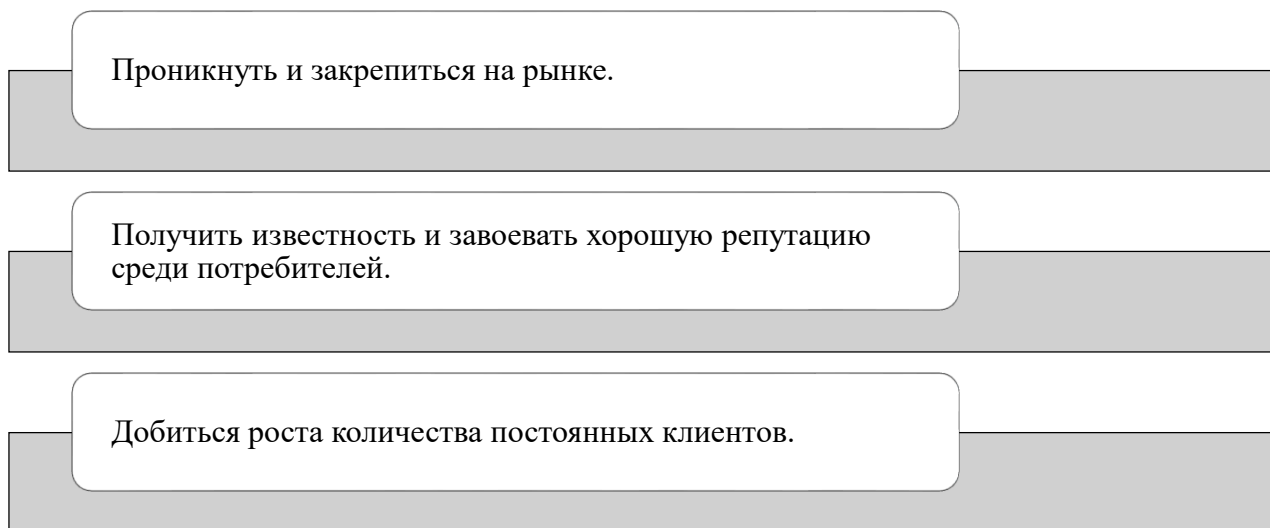 Проникнуть и закрепиться на рынке.
Получить известность и завоевать хорошую репутацию
среди потребителей.
Добиться роста количества постоянных клиентов.